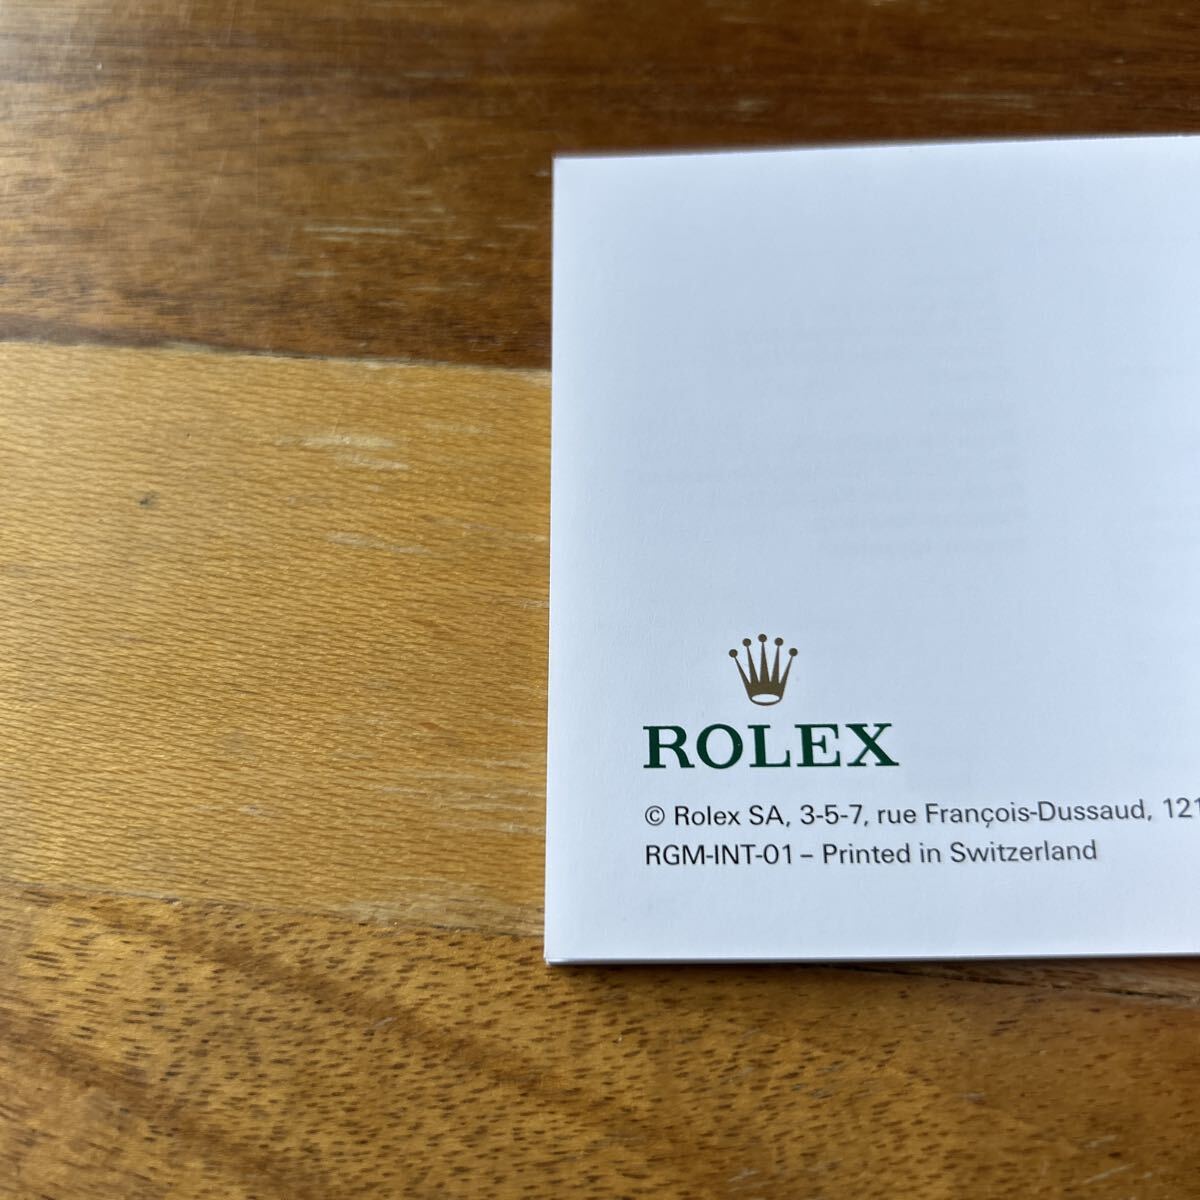 ROLEX
© Rolex SA, 3-5-7, rue François-Dussaud, 121
RGM-INT-01 – Printed in Switzerland